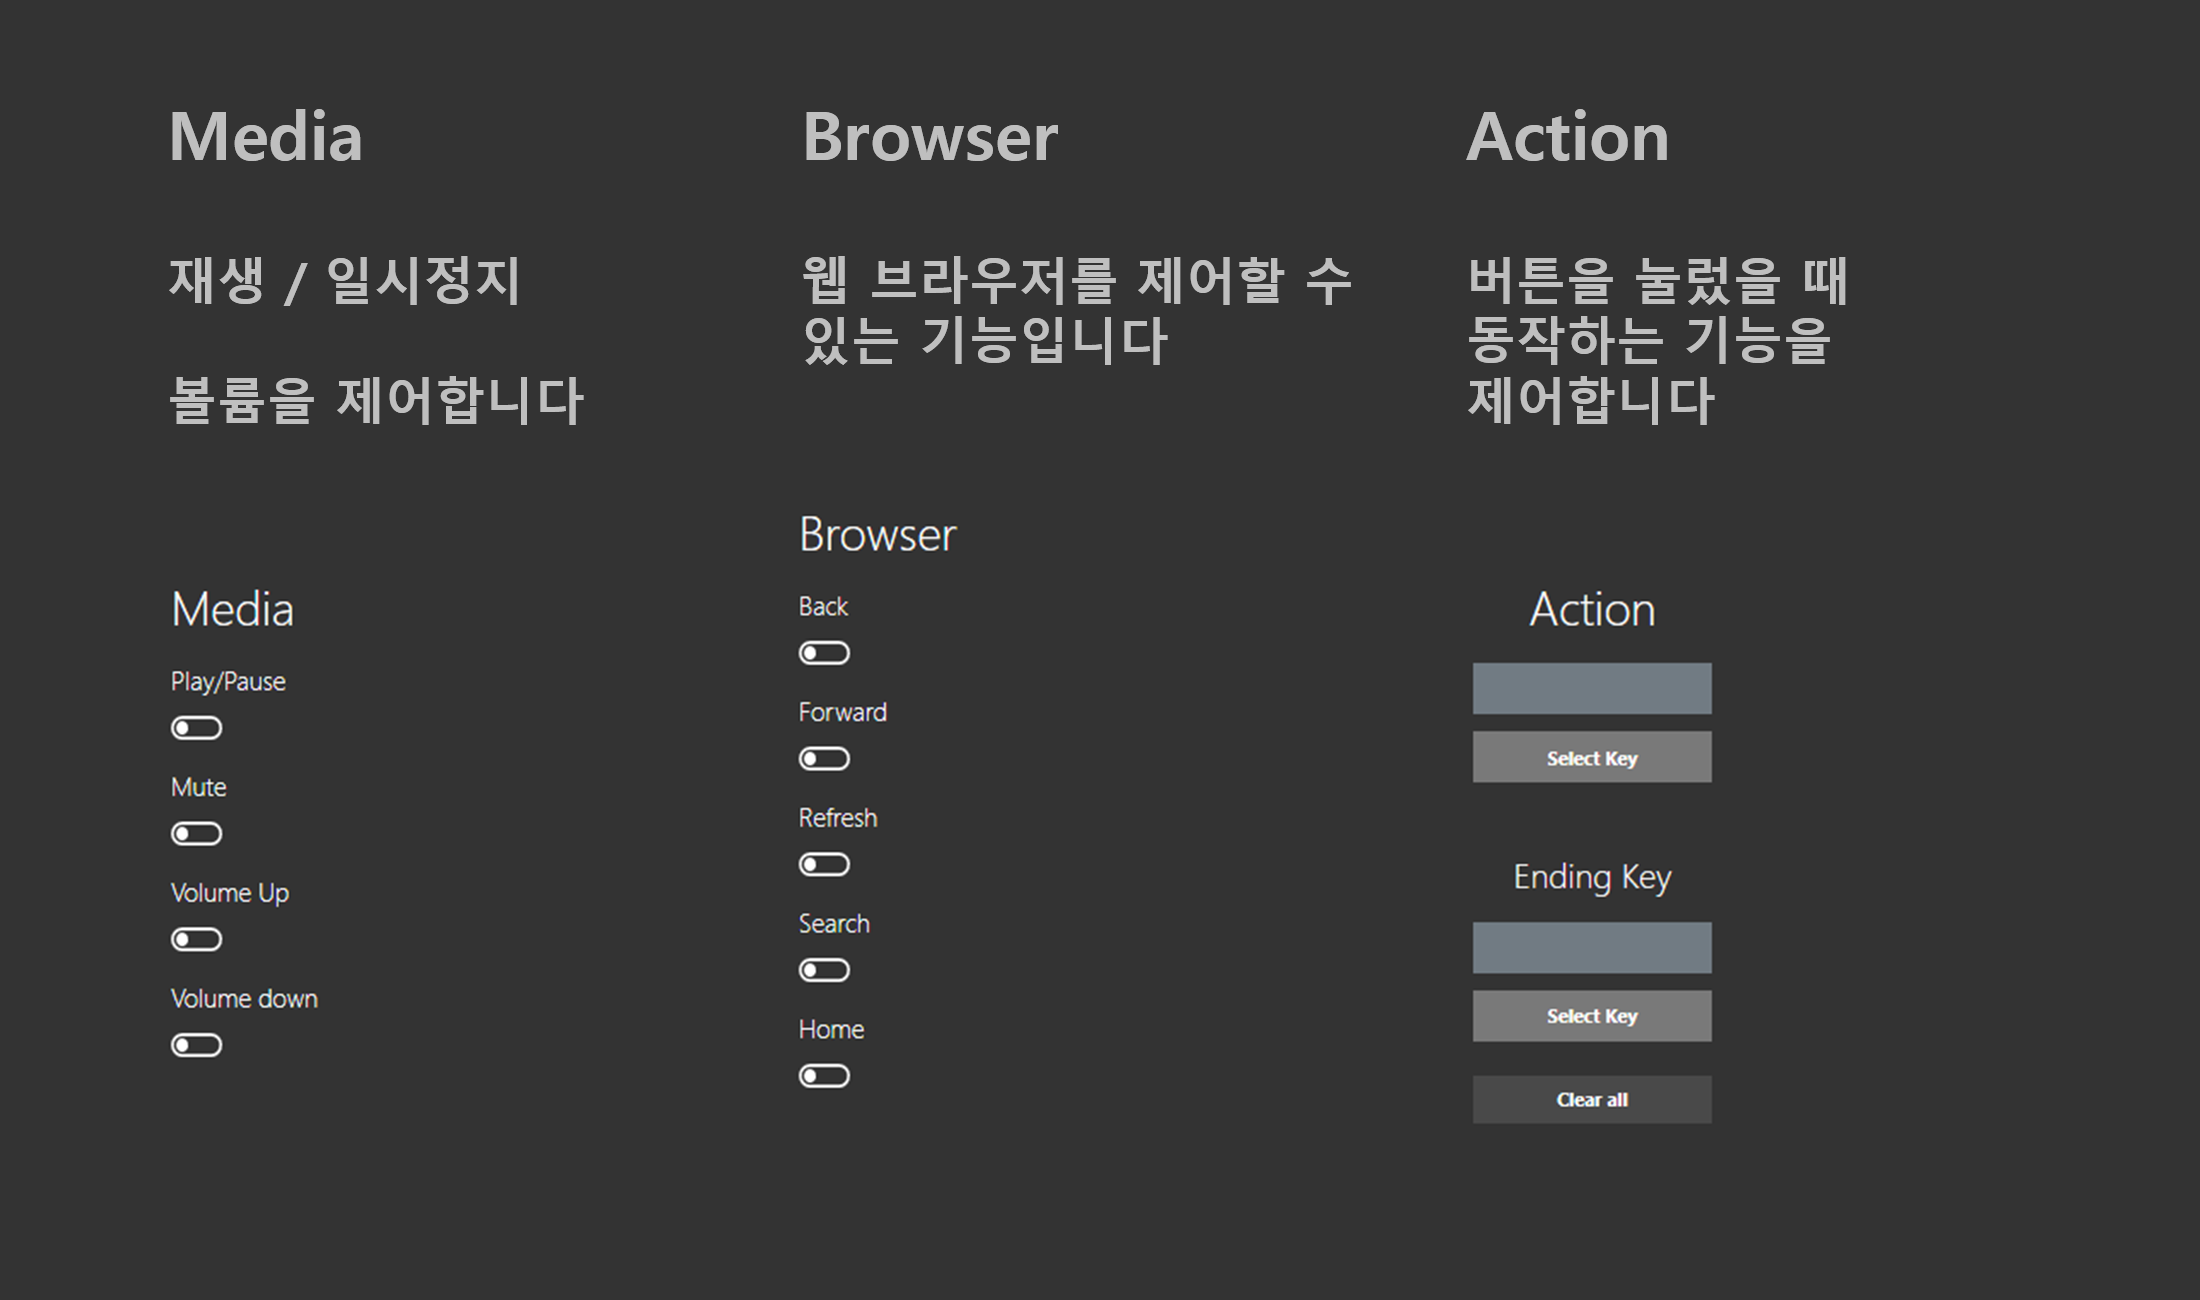 Media
재생 / 일시정지
볼륨을 제어합니다
Media
Play/Pause
Mute
Volume Up
Volume down
Browser
웹 브라우저를 제어할 수
있는 기능입니다
Browser
Back
Forward
Refresh
Search
Home
Action
버튼을 눌렀을 때
동작하는 기능을
제어합니다
Action
Select Key
Ending Key
Select Key
Clear all